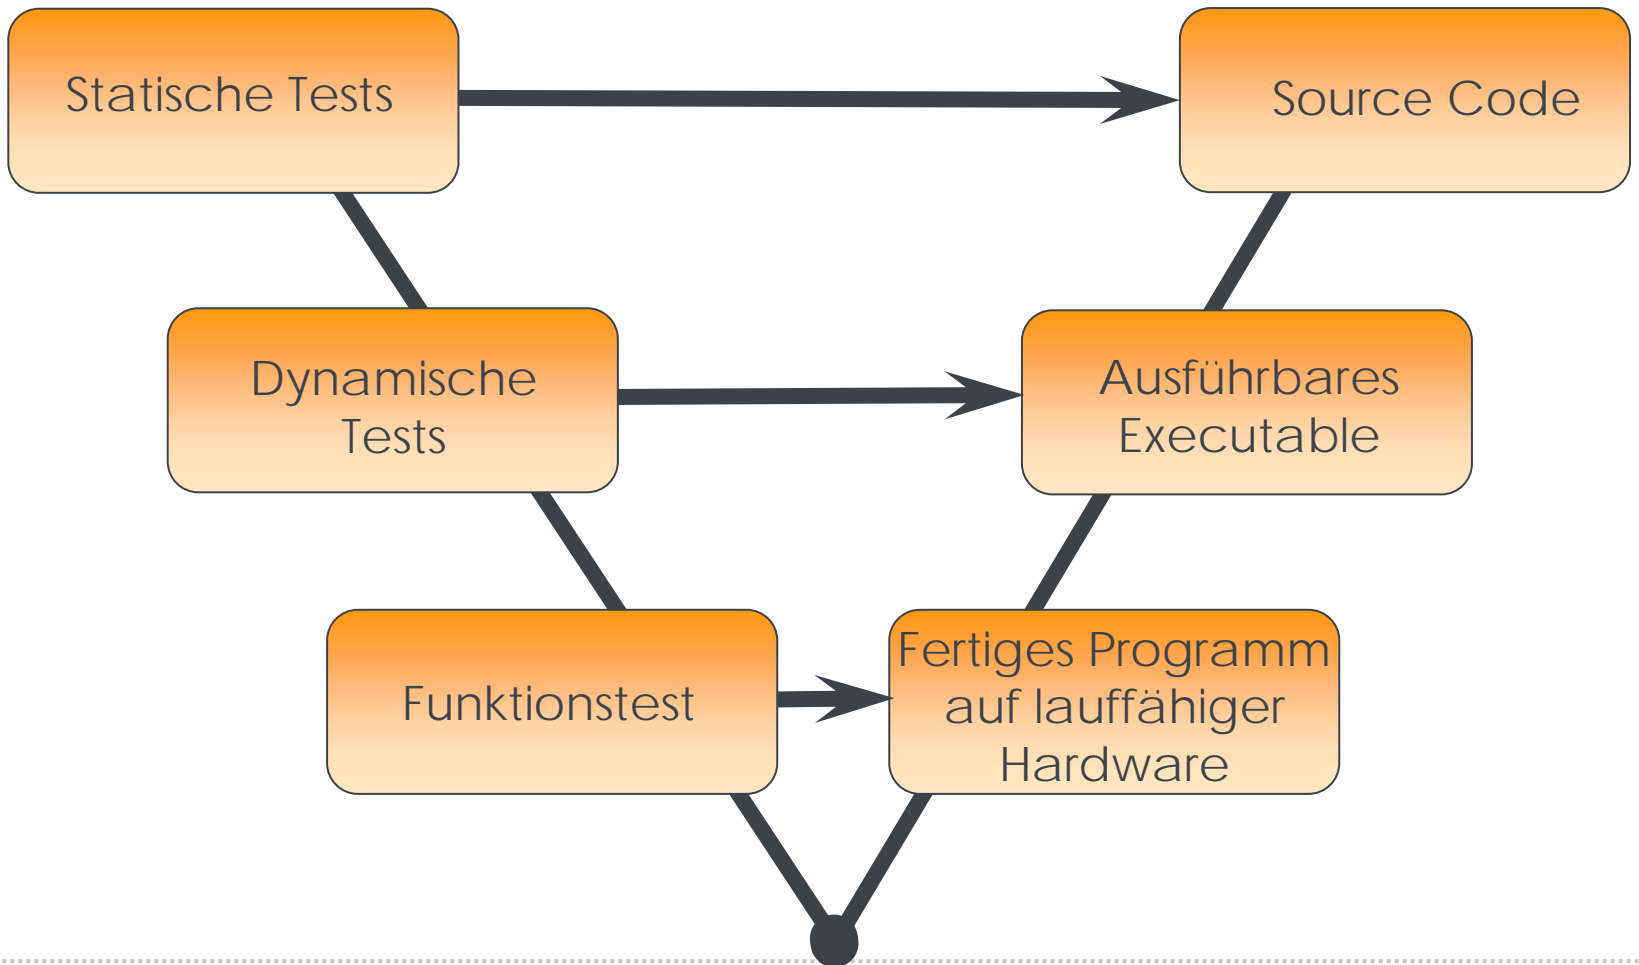 Statische Tests
Source Code
Dynamische
Tests
Ausführbares
Executable
Funktionstest
Fertiges Programm
auf lauffähiger
Hardware